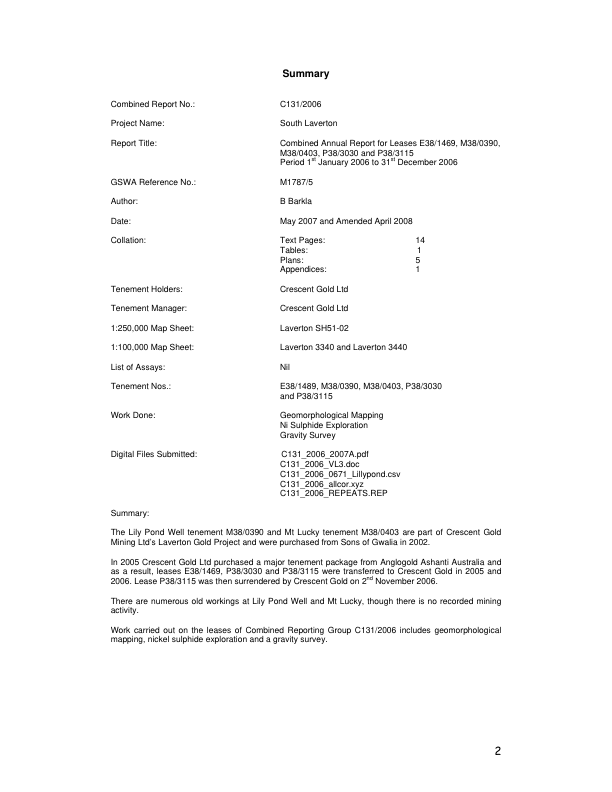 Summary
Combined Report No.: C131/2006
Project Name: South Laverton
Report Title: Combined Annual Report for Leases E38/1469, M38/0390,
M38/0403, P38/3030 and P38/3115
Period 1st January 2006 to 31st December 2006
GSWA Reference No.: M1787/5
Author: B Barkla
Date: May 2007 and Amended April 2008
Collation: Text Pages: 14
Tables: 1
Plans: 5
Appendices: 1
Tenement Holders: Crescent Gold Ltd
Tenement Manager: Crescent Gold Ltd
1:250,000 Map Sheet: Laverton SH51-02
1:100,000 Map Sheet: Laverton 3340 and Laverton 3440
List of Assays: Nil
Tenement Nos.: E38/1489, M38/0390, M38/0403, P38/3030
and P38/3115
Work Done: Geomorphological Mapping
Ni Sulphide Exploration
Gravity Survey
Digital Files Submitted: C131_2006_2007A.pdf
C131_2006_VL3.doc
C131_2006_0671_Lillypond.csv
C131_2006_allcor.xyz
C131_2006_REPEATS.REP
Summary:
The Lily Pond Well tenement M38/0390 and Mt Lucky tenement M38/0403 are part of Crescent Gold
Mining Ltd's Laverton Gold Project and were purchased from Sons of Gwalia in 2002.
In 2005 Crescent Gold Ltd purchased a major tenement package from Anglogold Ashanti Australia and
as a result, leases E38/1469, P38/3030 and P38/3115 were transferred to Crescent Gold in 2005 and
2006. Lease P38/3115 was then surrendered by Crescent Gold on 2nd November 2006.
There are numerous old workings at Lily Pond Well and Mt Lucky, though there is no recorded mining
activity.
Work carried out on the leases of Combined Reporting Group C131/2006 includes geomorphological
mapping, nickel sulphide exploration and a gravity survey.
2